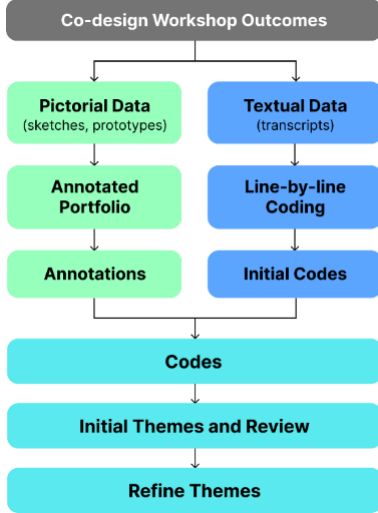 Co-design Workshop Outcomes
Pictorial Data
(sketches, prototypes)
Textual Data
(transcripts)
Annotated
Portfolio
Line-by-line
Coding
Annotations
Initial Codes
Codes
Initial Themes and Review
Refine Themes